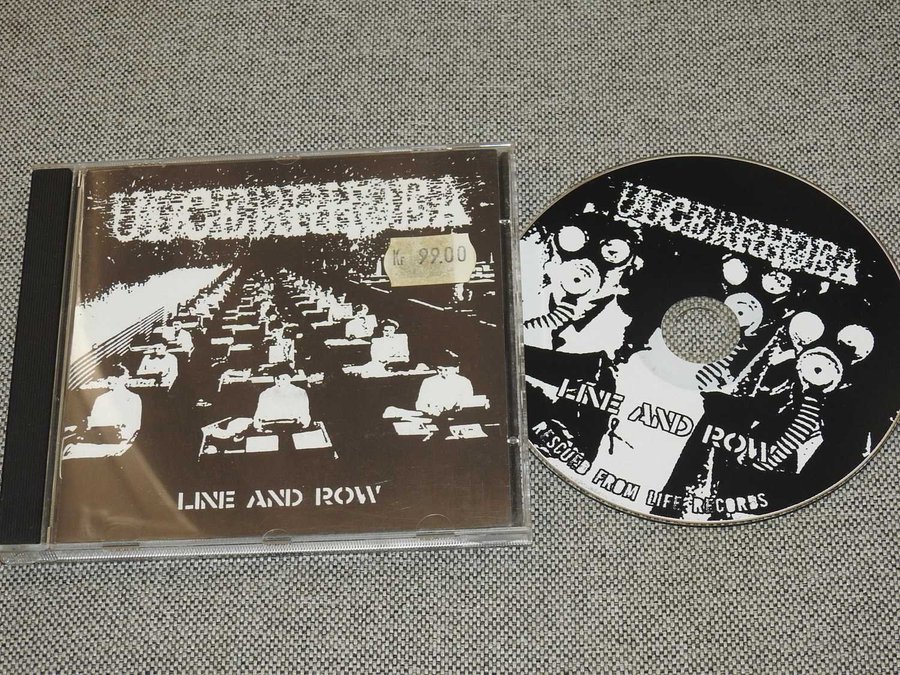 Kr 99.00
LINE AND ROW
LINE AND ROW
RESCUED FROM LIFE RECORDS